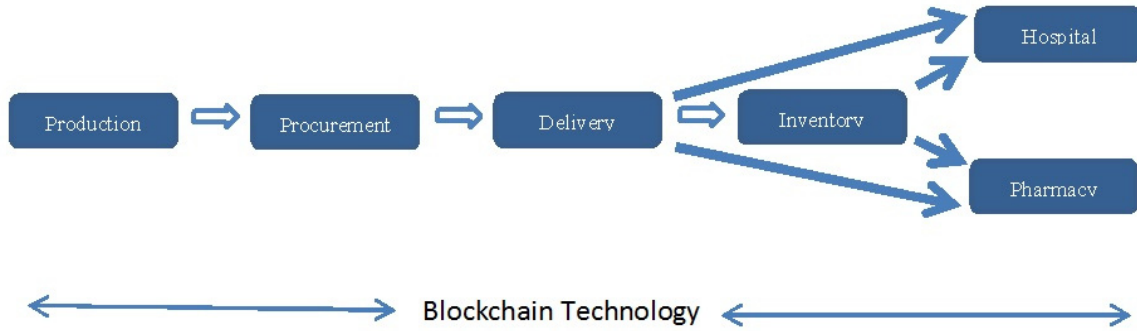 Hospital
Production
Procurement
Delivery
Inventory
Pharmacy
Blockchain Technology